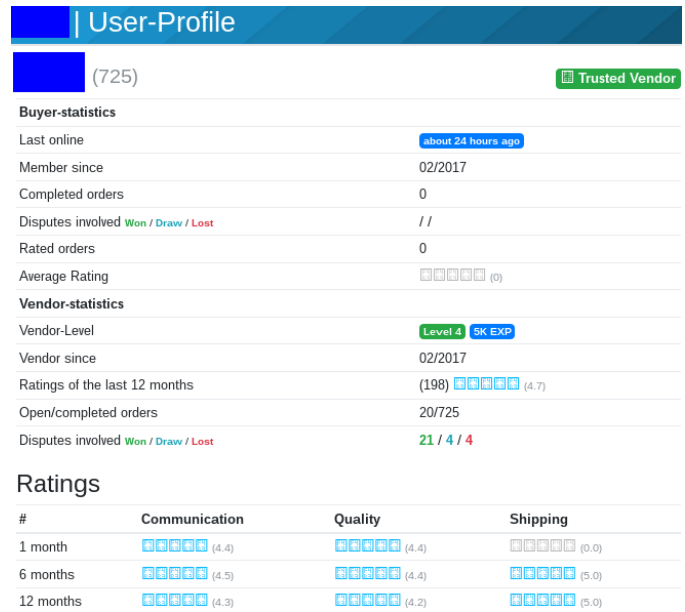 | User-Profile
(725) Trusted Vendor
Buyer-statistics
Last online about 24 hours ago
Member since 02/2017
Completed orders 0
Disputes involved Won / Draw / Lost / /
Rated orders 0
Average Rating (0)
Vendor-statistics
Vendor-Level Level 4 5K EXP
Vendor since 02/2017
Ratings of the last 12 months (198) (4.7)
Open/completed orders 20/725
Disputes involved Won / Draw / Lost 21 / 4 / 4
Ratings
# Communication Quality Shipping
1 month (4.4) (4.4) (0.0)
6 months (4.5) (4.4) (5.0)
12 months (4.3) (4.2) (5.0)